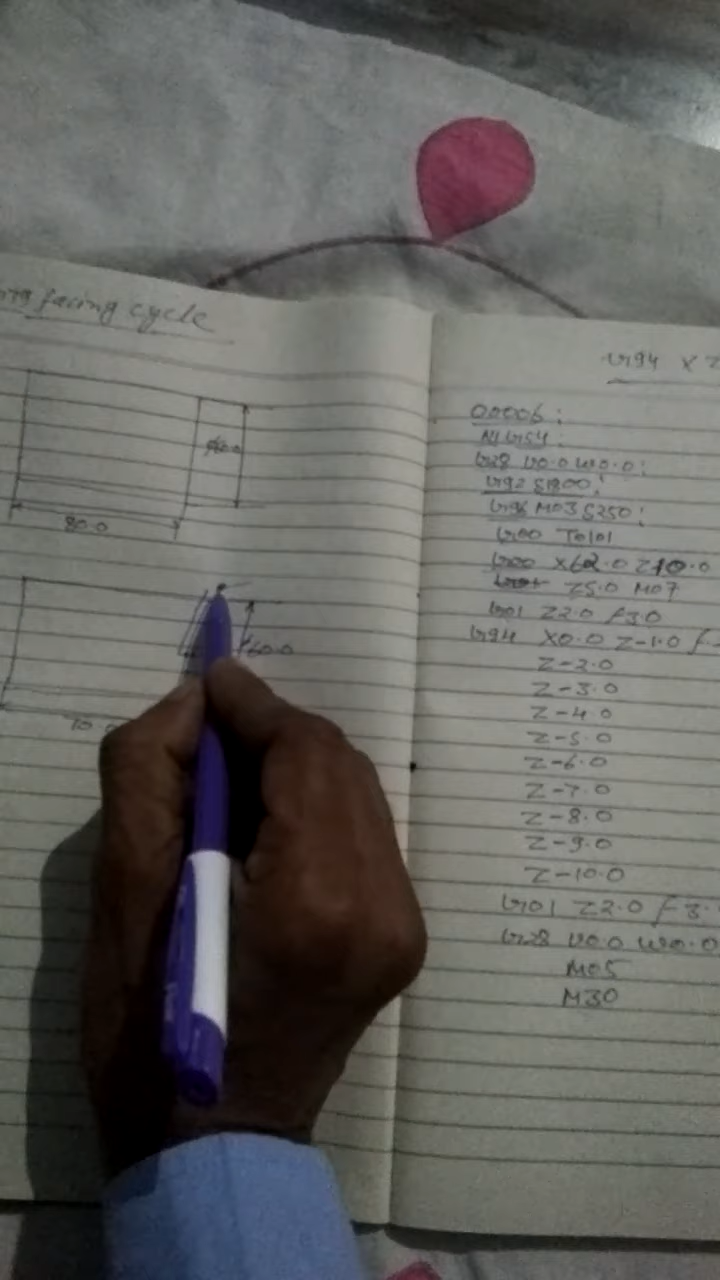 facing cycle
80.0
60.0
G94 X Z
O0006;
N1 G54;
G28 U0.0 W0.0;
G92 S1800;
G96 M03 S250;
G00 T0101
G00 X62.0 Z10.0
Z5.0 M07
G01 Z2.0 F3.0
G94 X0.0 Z-1.0 F
Z-2.0
Z-3.0
Z-4.0
Z-5.0
Z-6.0
Z-7.0
Z-8.0
Z-9.0
Z-10.0
G01 Z2.0 F3.
G28 U0.0 W0.0
M05
M30